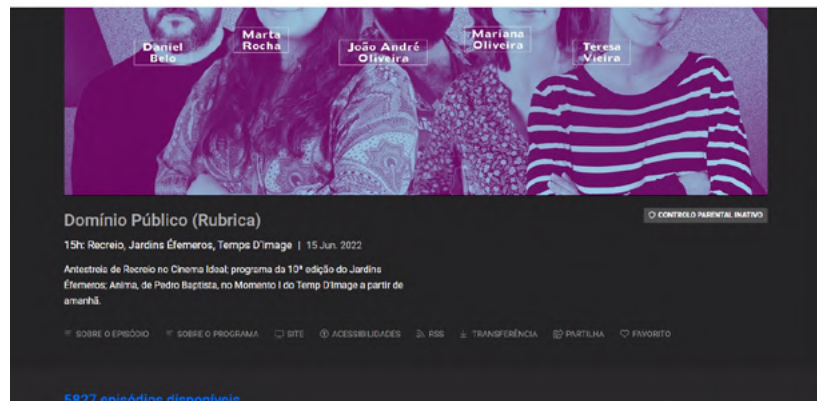 Daniel
Belo
Marta
Rocha
João André
Oliveira
Mariana
Oliveira
Teresa
Vieira
Domínio Público (Rubrica)
CONTROLO PARENTAL INATIVO
15h: Recreio, Jardins Éfemeros, Temps D'Image | 15 Jun. 2022
Antestreia de Recreio no Cinema Ideal; programa da 10ª edição do Jardins
Éfemeros; Anima, de Pedro Baptista, no Momento I do Temp D'Image a partir de
amanhã.
SOBRE O EPISÓDIO SOBRE O PROGRAMA SITE ACESSIBILIDADES RSS TRANSFERÊNCIA PARTILHA FAVORITO
5827 episódios disponíveis